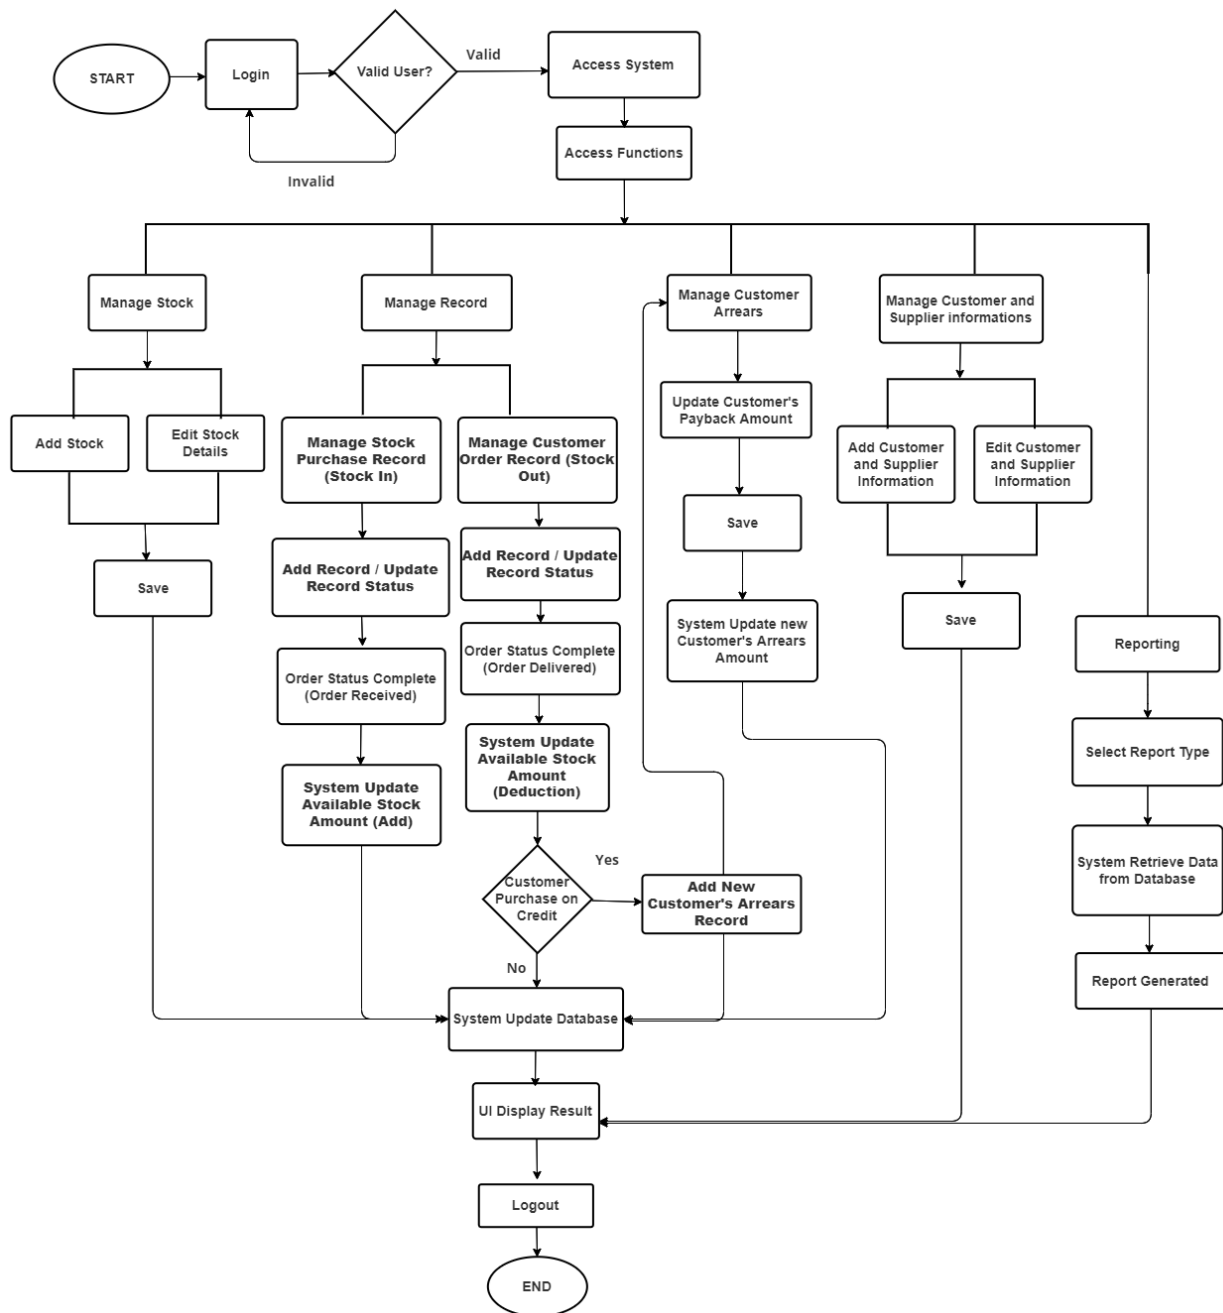 START
Login
Valid User?
Valid
Invalid
Access System
Access Functions
Manage Stock
Manage Record
Manage Customer
Arrears
Manage Customer and
Supplier informations
Add Stock
Edit Stock
Details
Save
Manage Stock
Purchase Record
(Stock In)
Add Record / Update
Record Status
Order Status Complete
(Order Received)
System Update
Available Stock
Amount (Add)
Manage Customer
Order Record (Stock
Out)
Add Record / Update
Record Status
Order Status Complete
(Order Delivered)
System Update
Available Stock
Amount
(Deduction)
Customer
Purchase on
Credit
Yes
No
Add New
Customer's Arrears
Record
Update Customer's
Payback Amount
Save
System Update new
Customer's Arrears
Amount
Add Customer
and Supplier
Information
Edit Customer
and Supplier
Information
Save
Reporting
Select Report Type
System Retrieve Data
from Database
Report Generated
System Update Database
UI Display Result
Logout
END